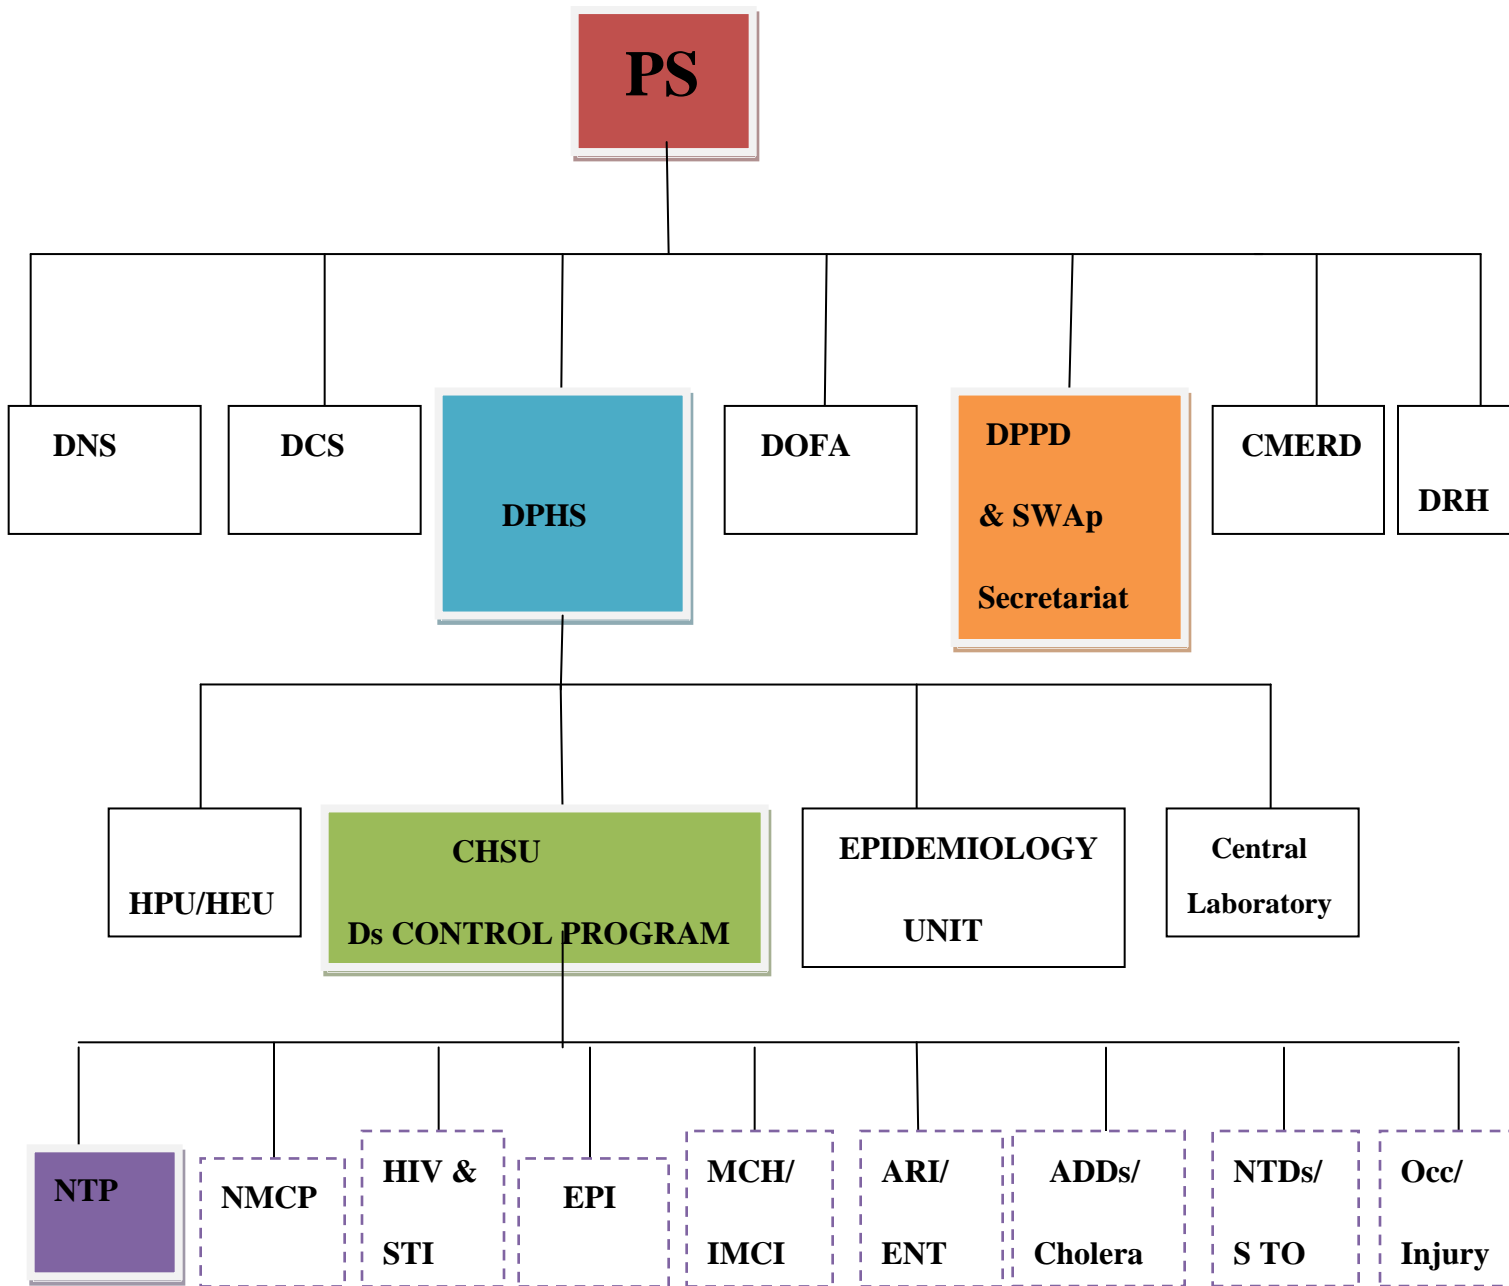 PS
DNS
DCS
DPHS
DOFA
DPPD
& SWAp
Secretariat
CMERD
DRH
HPU/HEU
CHSU
Ds CONTROL PROGRAM
EPIDEMIOLOGY
UNIT
Central
Laboratory
NTP
NMCP
HIV &
STI
EPI
MCH/
IMCI
ARI/
ENT
ADDs/
Cholera
NTDs/
S TO
Occ/
Injury